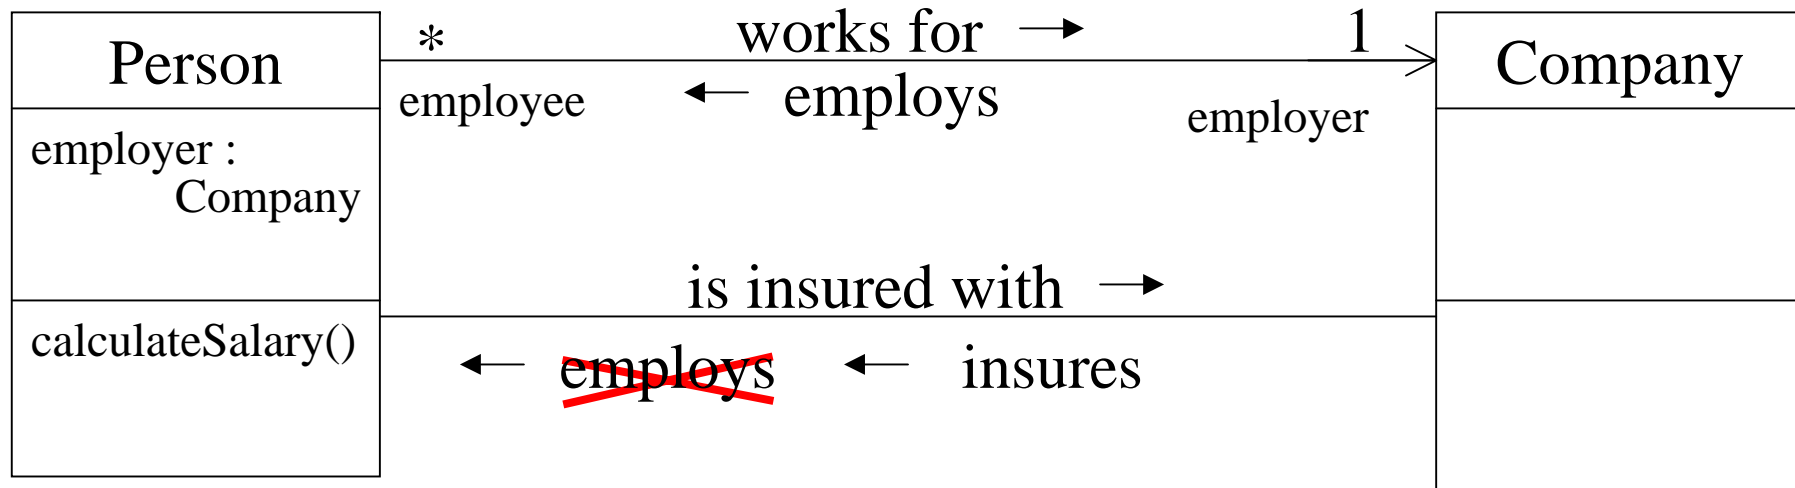 Person
employer :
Company
calculateSalary()
* works for 1
employee employs employer
is insured with
employs insures
Company